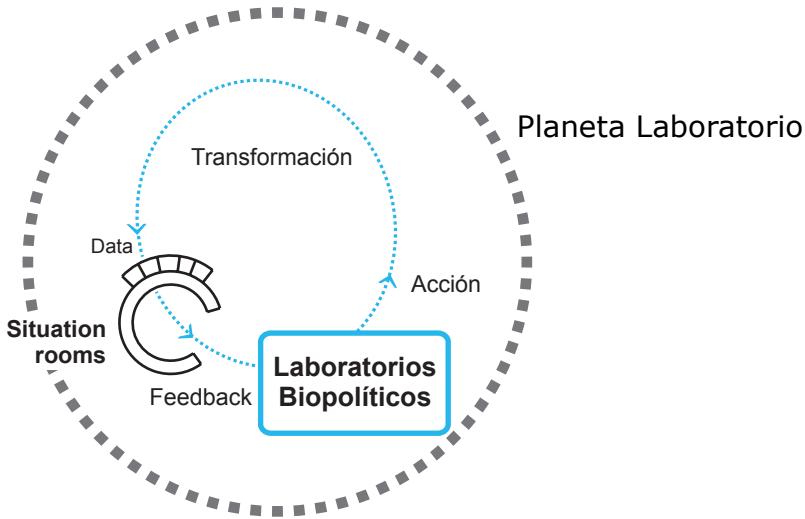 Planeta Laboratorio
Transformación
Data
Acción
Situation
rooms
Laboratorios
Biopolíticos
Feedback